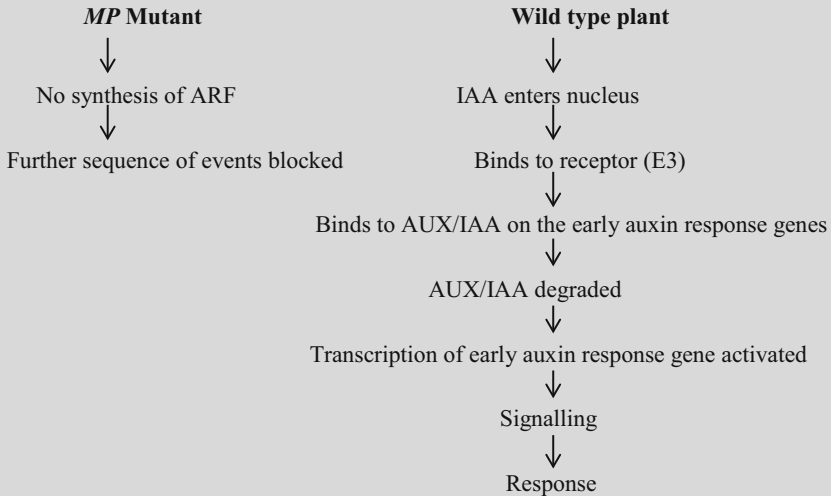 MP Mutant
No synthesis of ARF
Further sequence of events blocked
Wild type plant
IAA enters nucleus
Binds to receptor (E3)
Binds to AUX/IAA on the early auxin response genes
AUX/IAA degraded
Transcription of early auxin response gene activated
Signalling
Response